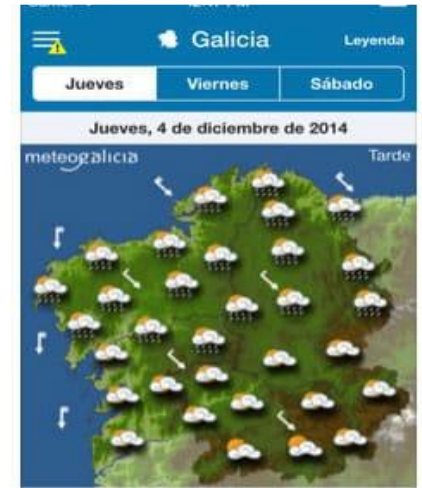 Galicia
Leyenda
Jueves Viernes Sábado
Jueves, 4 de diciembre de 2014
meteogalicia Tarde